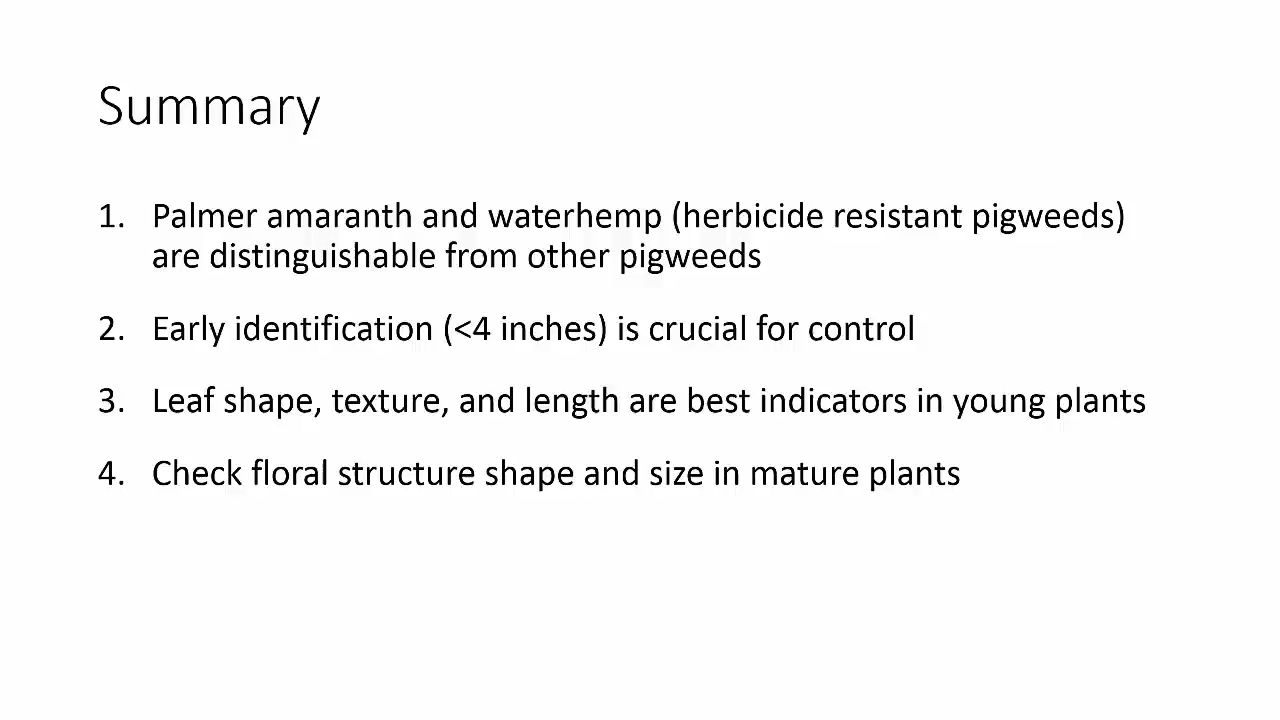 Summary
1. Palmer amaranth and waterhemp (herbicide resistant pigweeds)
are distinguishable from other pigweeds
2. Early identification (<4 inches) is crucial for control
3. Leaf shape, texture, and length are best indicators in young plants
4. Check floral structure shape and size in mature plants